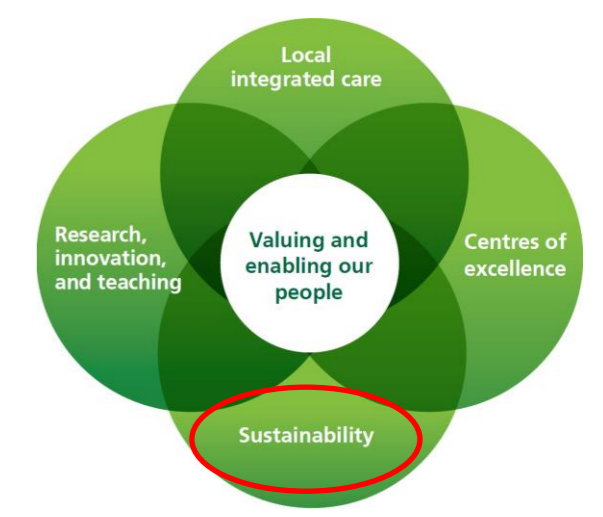 Local
integrated care
Research,
innovation,
and teaching
Valuing and
enabling our
people
Centres of
excellence
Sustainability